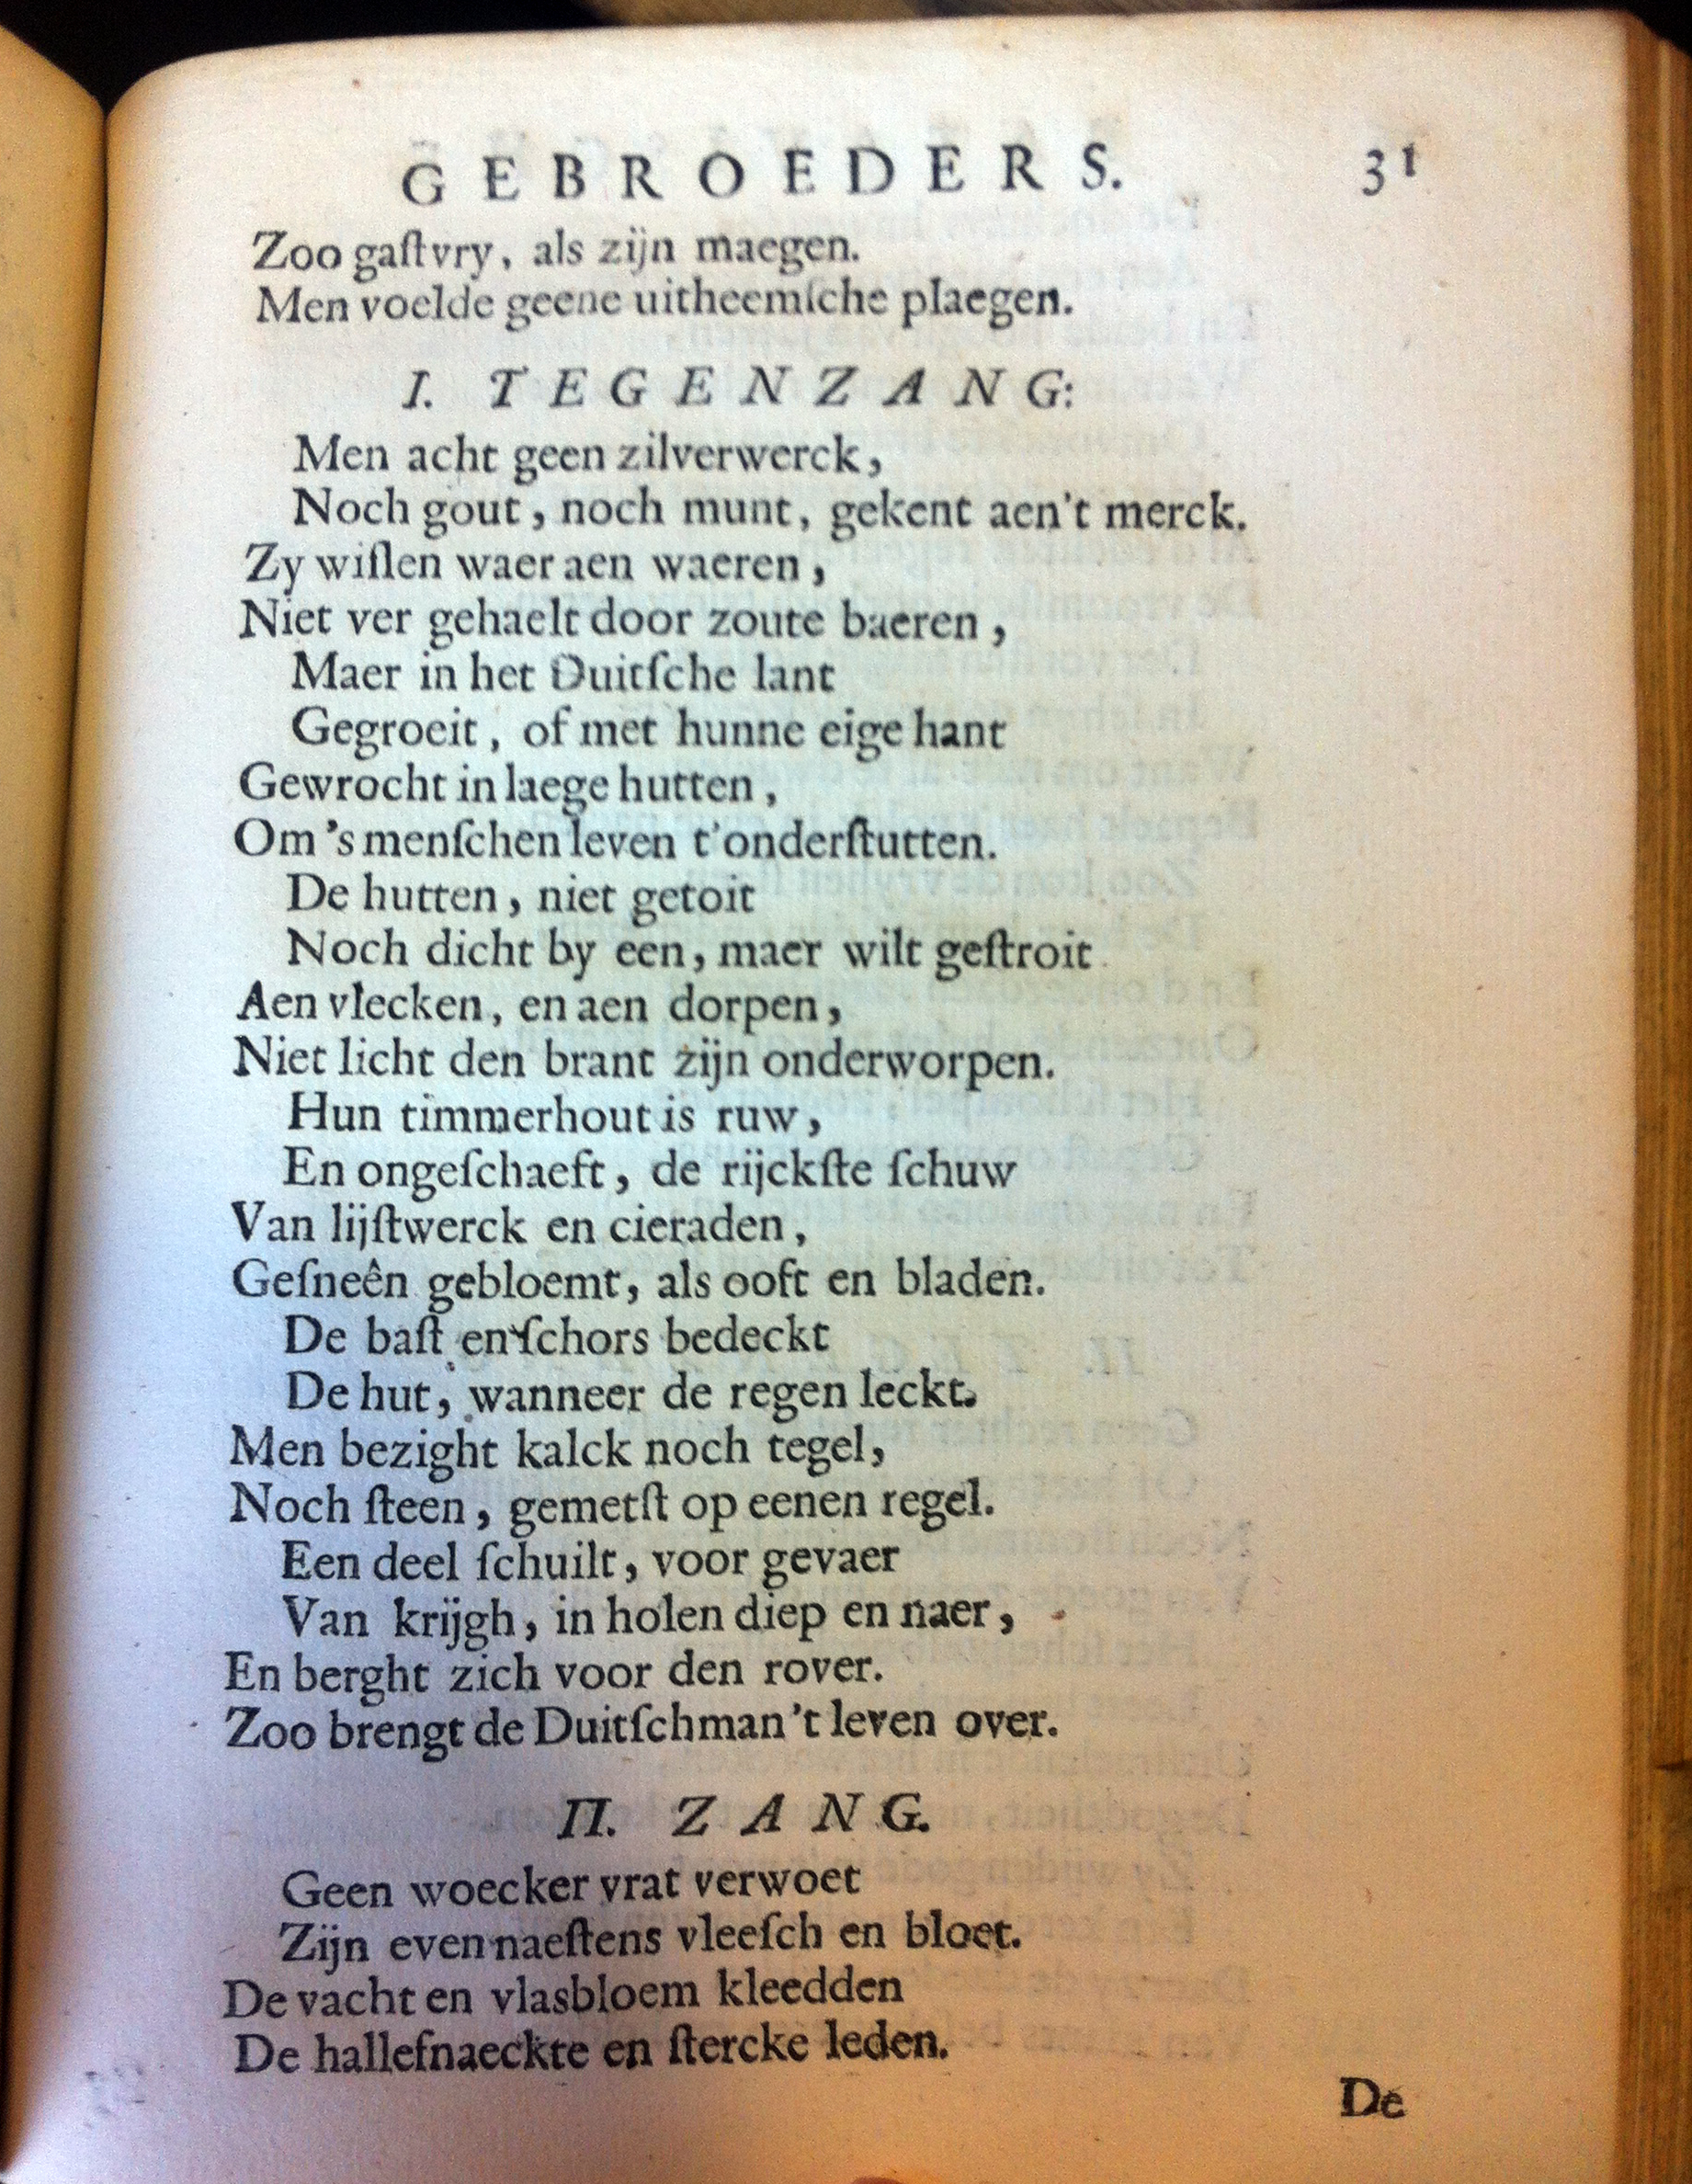 GEBROEDERS. 31
Zoo gaſtvry, als zijn maegen.
Men voelde geene uitheemſche plaegen.
I. TEGENZANG:
Men acht geen zilverwerck,
Noch gout, noch munt, gekent aen't merck.
Zy wiſten waer aen waeren,
Niet ver gehaelt door zoute baeren,
Maer in het Duitſche lant
Gegroeit, of met hunne eige hant
Gewrocht in laege hutten,
Om 's menſchen leven t'onderſtutten.
De hutten, niet getoit
Noch dicht by een, maer wilt geſtroit
Aen vlecken, en aen dorpen,
Niet licht den brant zijn onderworpen.
Hun timmerhout is ruw,
En ongeſchaeft, de rijckſte ſchuw
Van lijſtwerck en cieraden,
Geſneên gebloemt, als ooft en bladen.
De baſt en ſchors bedeckt
De hut, wanneer de regen leckt.
Men bezight kalck noch tegel,
Noch ſteen, gemetſt op eenen regel.
Een deel ſchuilt, voor gevaer
Van krijgh, in holen diep en naer,
En berght zich voor den rover.
Zoo brengt de Duitſchman 't leven over.
II. ZANG.
Geen woecker vrat verwoet
Zijn evennaeſtens vleeſch en bloet.
De vacht en vlasbloem kleedden
De hallefnaeckte en ſtercke leden.
De